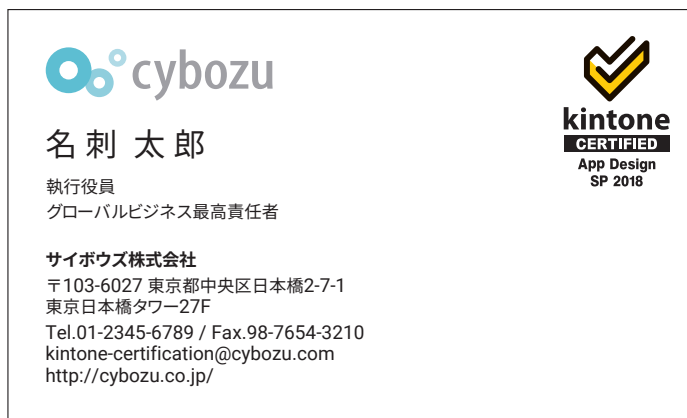 cybozu
名刺 太郎
執行役員
グローバルビジネス最高責任者
サイボウズ株式会社
〒103-6027 東京都中央区日本橋2-7-1
東京日本橋タワー27F
Tel.01-2345-6789 / Fax.98-7654-3210
kintone-certification@cybozu.com
http://cybozu.co.jp/
kintone
CERTIFIED
App Design
SP 2018